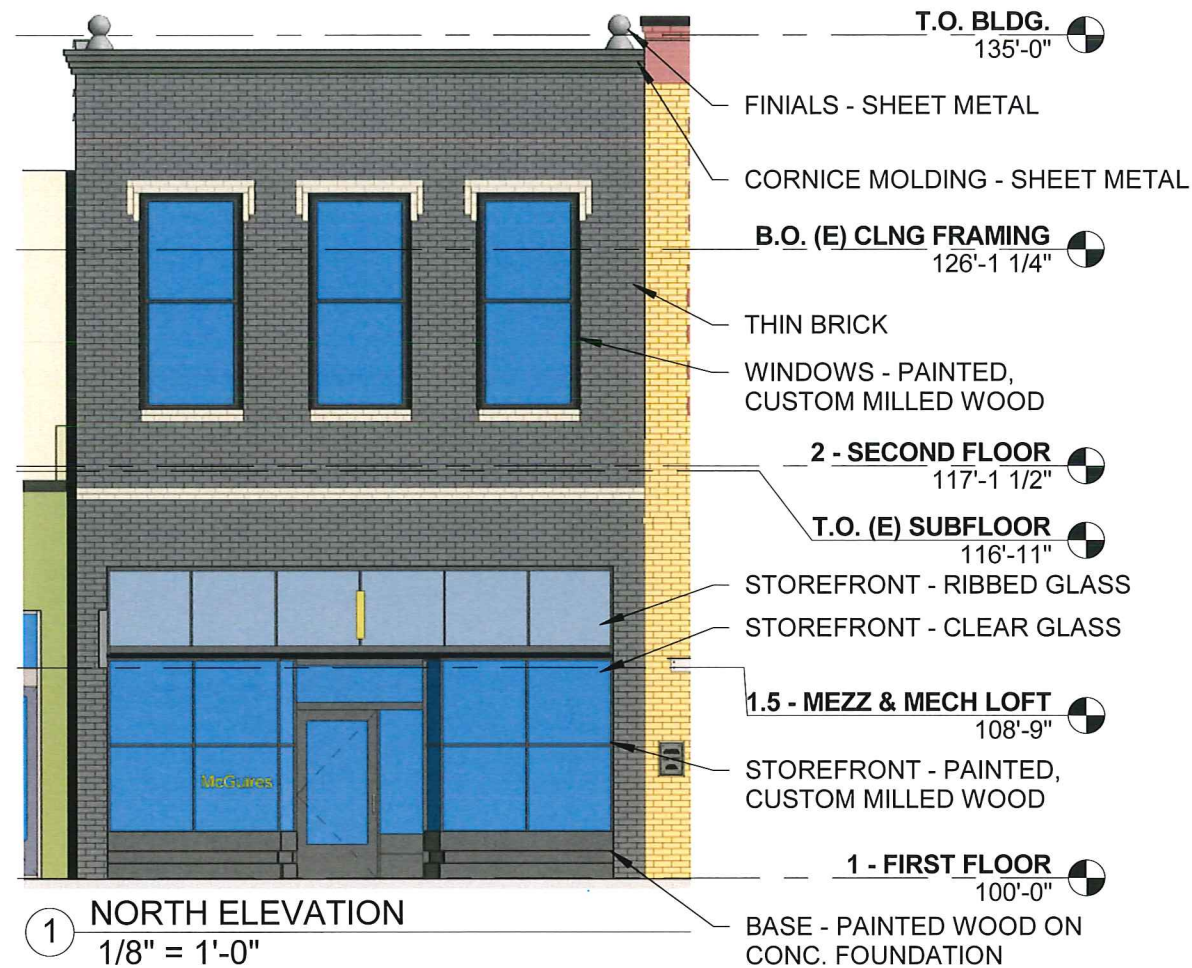 T.O. BLDG.
135'-0"
FINIALS - SHEET METAL
CORNICE MOLDING - SHEET METAL
B.O. (E) CLNG FRAMING
126'-1 1/4"
THIN BRICK
WINDOWS - PAINTED,
CUSTOM MILLED WOOD
2 - SECOND FLOOR
117'-1 1/2"
T.O. (E) SUBFLOOR
116'-11"
STOREFRONT - RIBBED GLASS
STOREFRONT - CLEAR GLASS
1.5 - MEZZ & MECH LOFT
108'-9"
McGuires
STOREFRONT - PAINTED,
CUSTOM MILLED WOOD
1 - FIRST FLOOR
100'-0"
BASE - PAINTED WOOD ON
CONC. FOUNDATION
1 NORTH ELEVATION
1/8" = 1'-0"